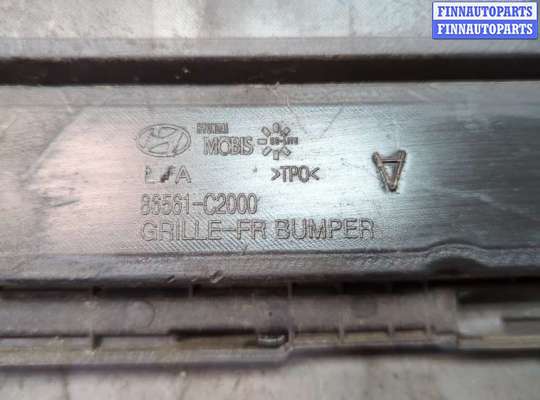 FINNAUTOPARTS
FINNAUTOPARTS
HYUNDAI
MOBIS
>TPO<
86561-C2000
GRILLE-FR BUMPER